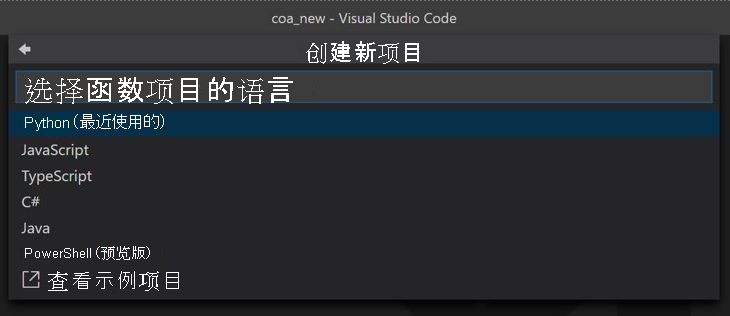 coa_new - Visual Studio Code
创建新项目
选择函数项目的语言
Python(最近使用的)
JavaScript
TypeScript
C#
Java
PowerShell(预览版)
查看示例项目